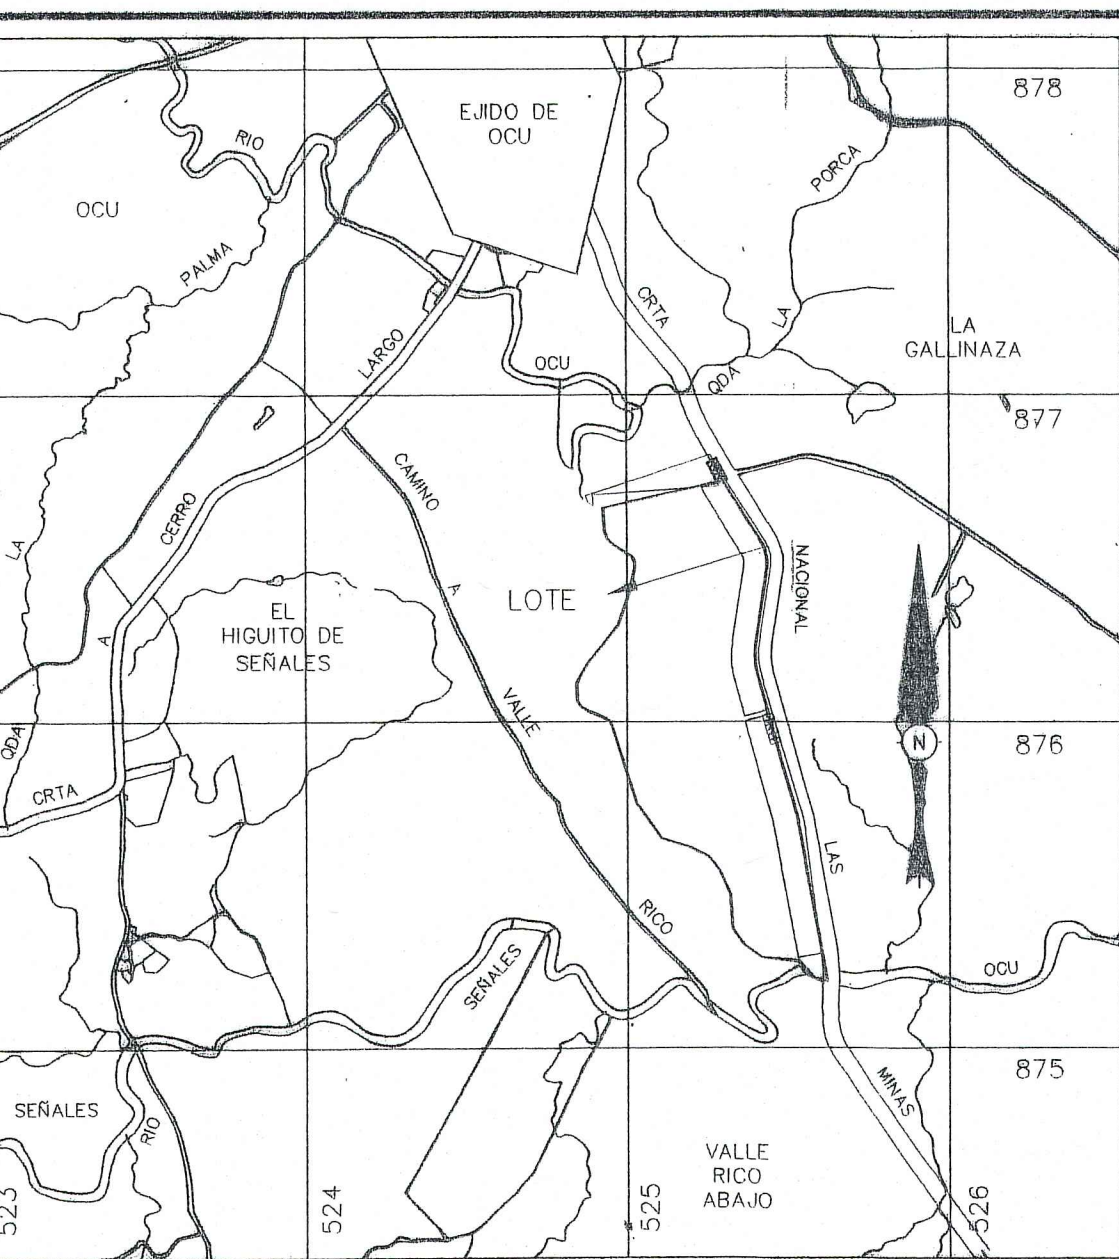 878
EJIDO DE
OCU
RIO
PORCA
OCU
PALMA
CRTA
LA
LA
GALLINAZA
LARGO
OCU
QDA
877
CAMINO
CERRO
LA
NACIONAL
A
LOTE
EL
HIGUITO DE
SEÑALES
A
VALLE
QDA
N
876
CRTA
LAS
RICO
SEÑALES
OCU
875
MINAS
SEÑALES
RIO
VALLE
RICO
ABAJO
523
524
525
526